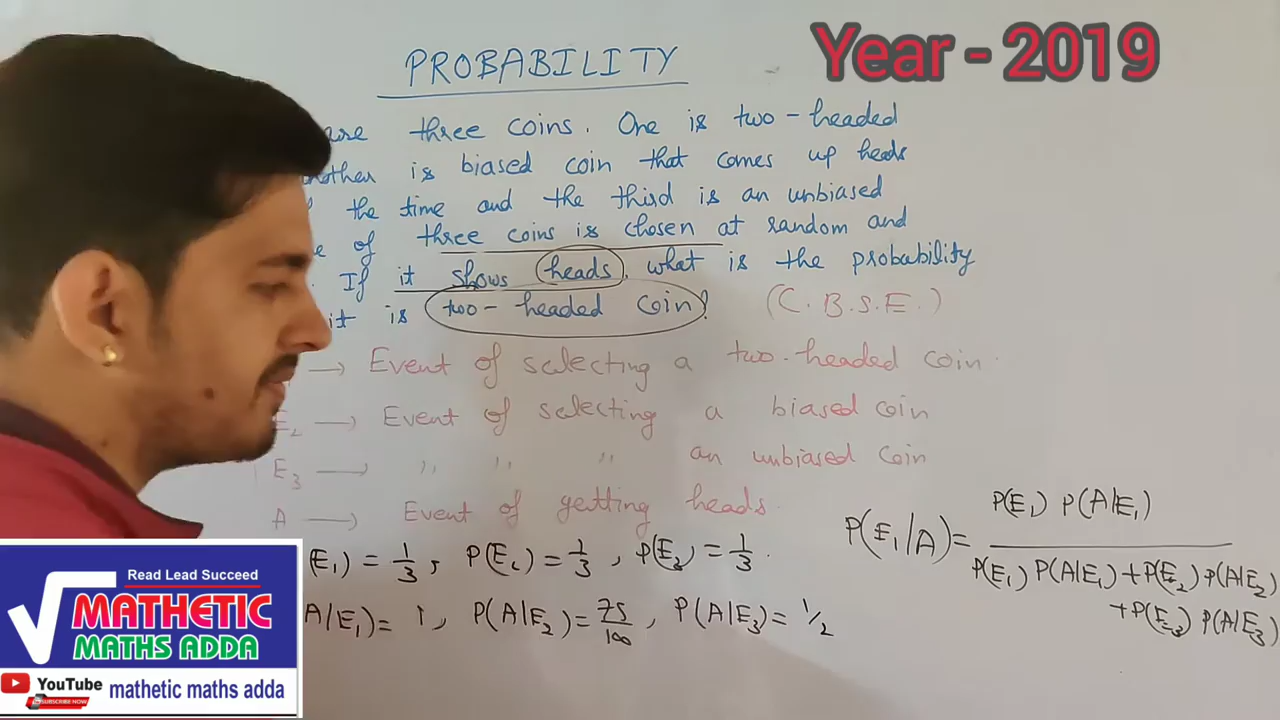 Year - 2019
PROBABILITY
are three coins. One is two-headed
is biased coin that comes up heads
the time and the third is an unbiased
of three coins is chosen at random and
. If it shows heads, what is the probability
it is two-headed coin? (C.B.S.E.)
→ Event of selecting a two-headed coin.
E₂ → Event of selecting a biased coin
E₃ → ,, ,, ,, an unbiased coin
A → Event of getting heads.
(E₁) = 1/3, P(E₂) = 1/3, P(E₃) = 1/3.
A|E₁) = 1, P(A|E₂) = 75/100, P(A|E₃) = 1/2
P(E₁) P(A|E₁)
P(E₁/A) =
P(E₁) P(A|E₁) + P(E₂) P(A|E₂)
+ P(E₃) P(A|E₃)
Read Lead Succeed
MATHETIC
MATHS ADDA
YouTube mathetic maths adda
SUBSCRIBE NOW